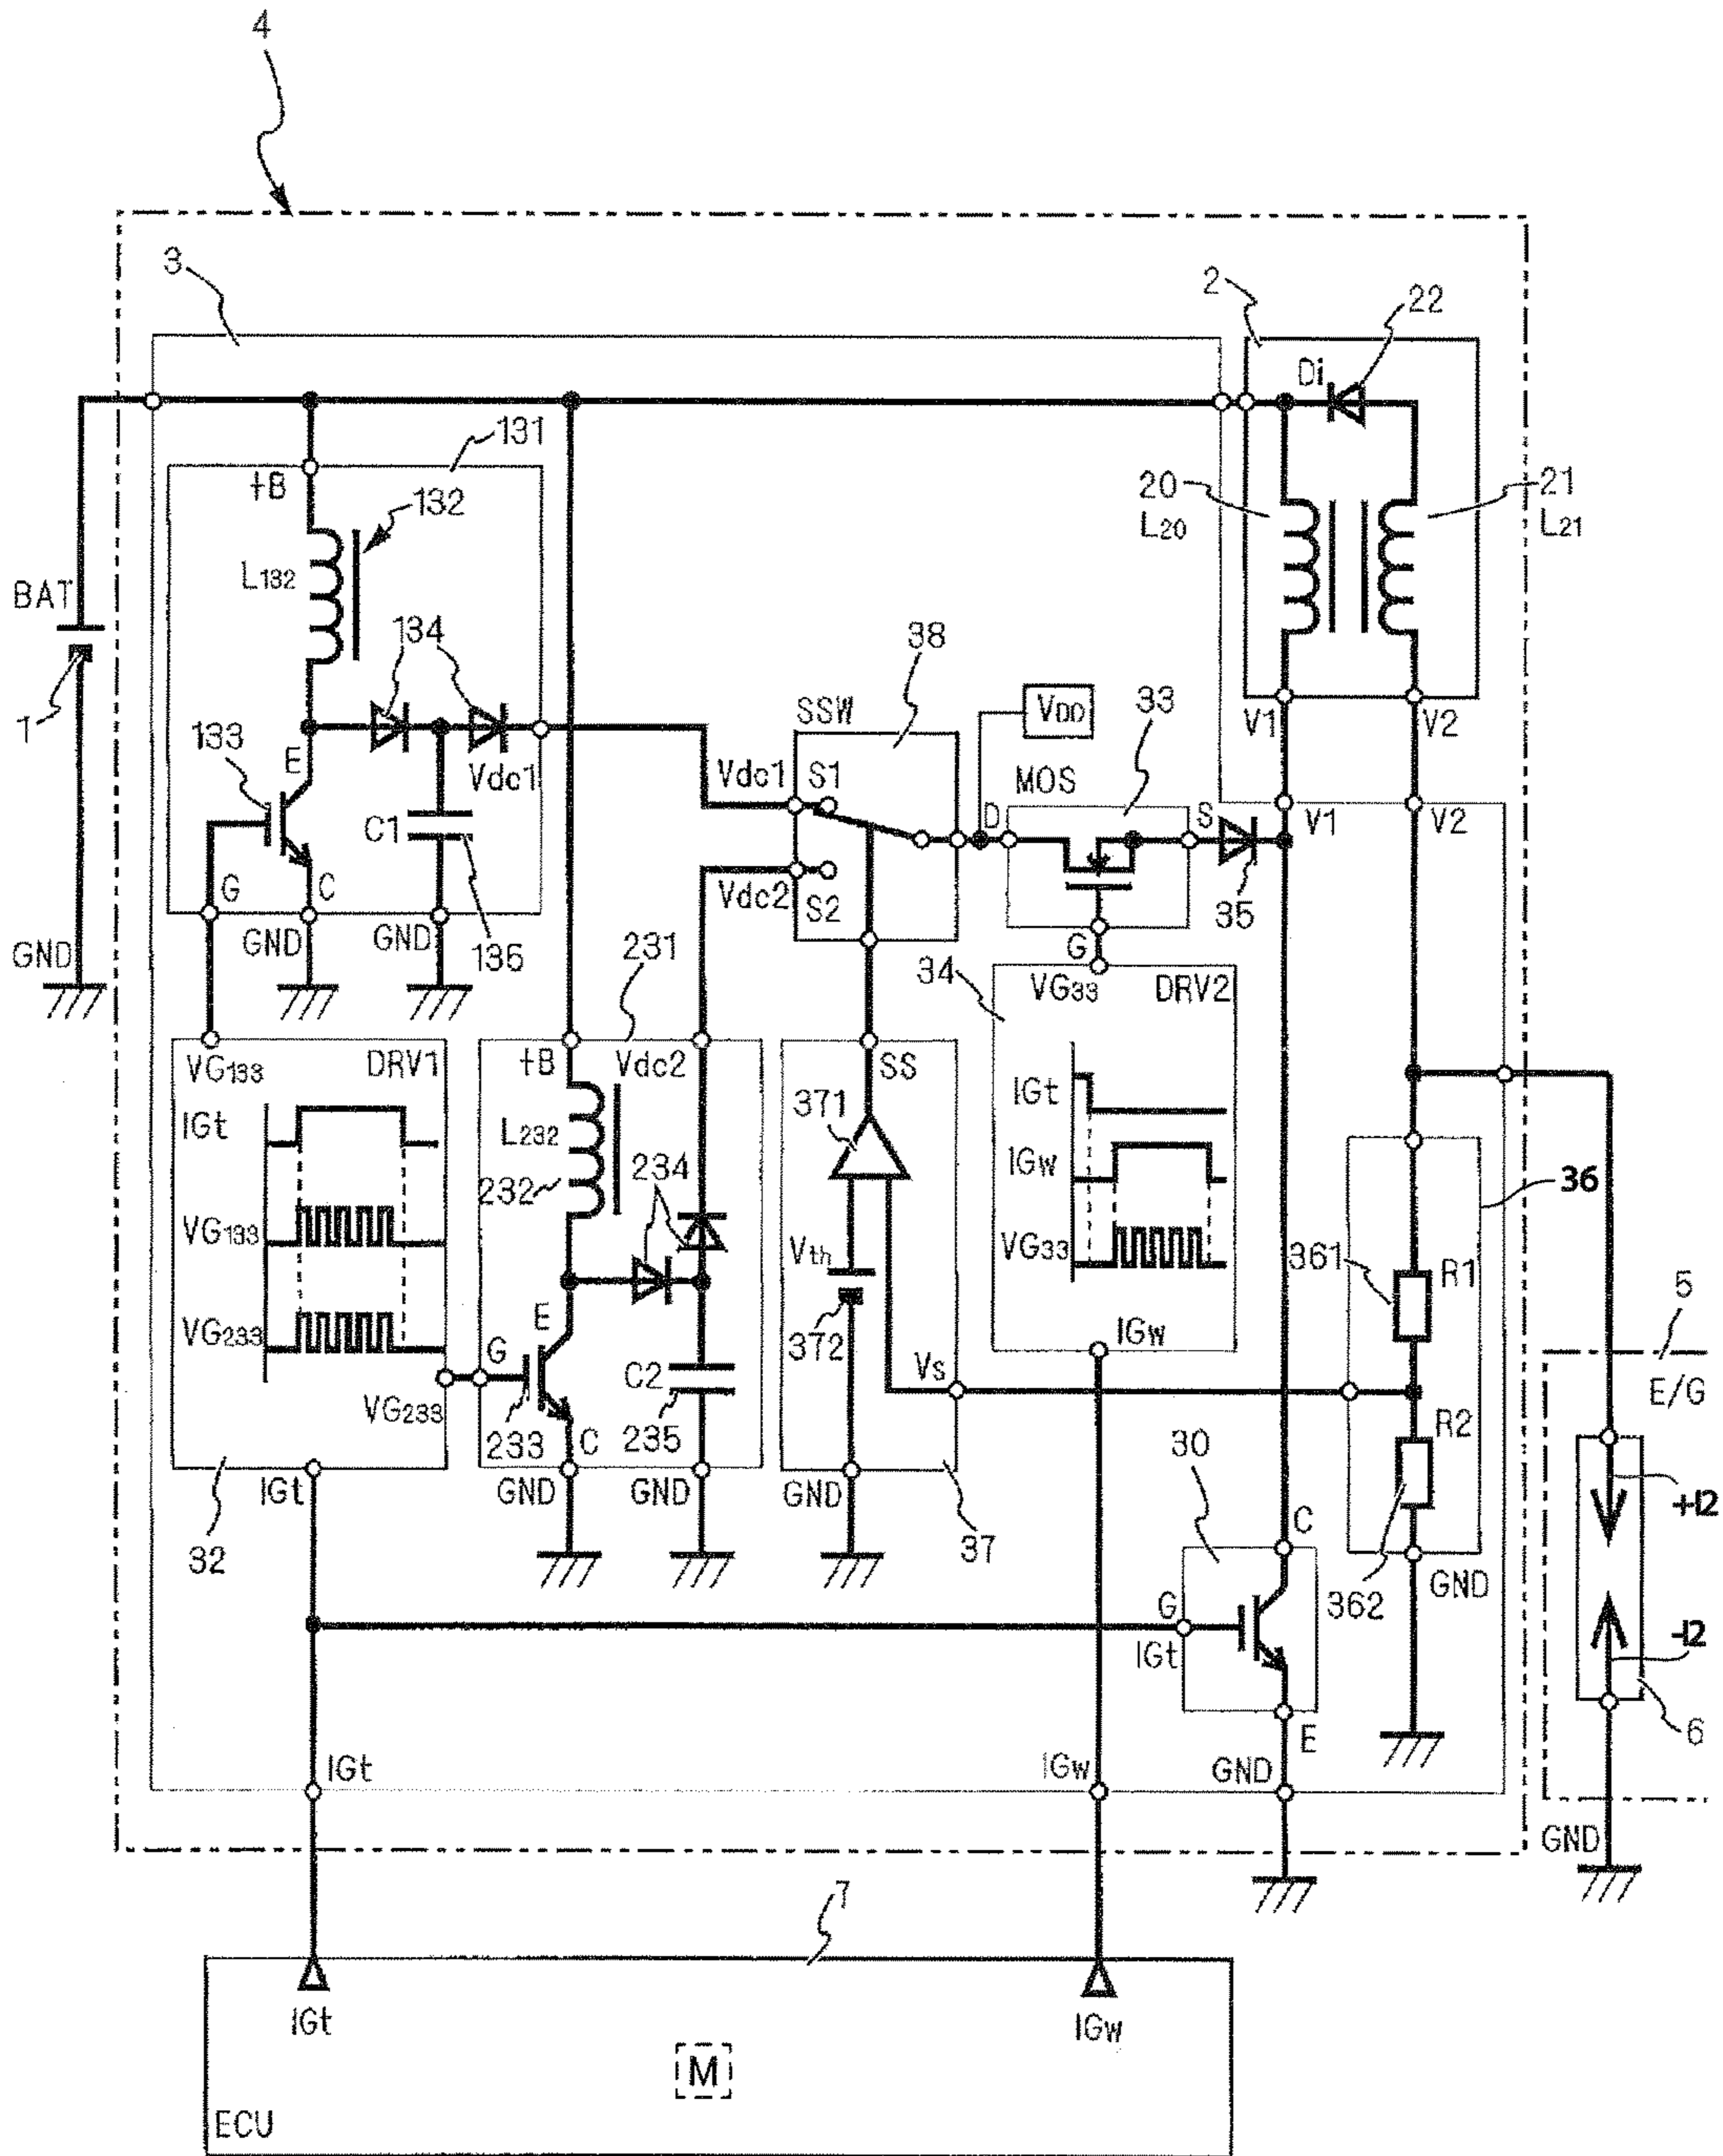 4
3
2
22
Di
131
+B
132
20
L20
21
L21
L132
BAT
134
38
1
SSW
VDD
33
V1
V2
133
E
Vdc1
Vdc1
S1
MOS
D
S
V1
V2
C1
G
C
Vdc2
S2
35
GND
GND
GND
135
231
G
34
VG33
DRV2
VG133
DRV1
+B
Vdc2
SS
IGt
L232
371
IGt
IGw
232
234
36
VG133
Vth
VG33
361
R1
5
VG233
E
372
IGw
E/G
G
C2
Vs
VG233
233
C
235
30
R2
IGt
GND
GND
GND
C
+I2
32
37
GND
G
362
IGt
-I2
E
6
IGt
IGw
GND
GND
7
IGt
IGw
M
ECU